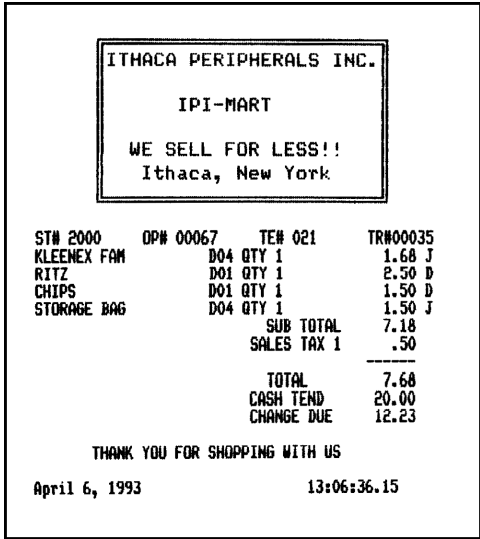 ITHACA PERIPHERALS INC.
IPI-MART
WE SELL FOR LESS!!
Ithaca, New York
ST# 2000 OP# 00067 TE# 021 TR#00035
KLEENEX FAM D04 QTY 1 1.68 J
RITZ D01 QTY 1 2.50 D
CHIPS D01 QTY 1 1.50 D
STORAGE BAG D04 QTY 1 1.50 J
SUB TOTAL 7.18
SALES TAX 1 .50
------
TOTAL 7.68
CASH TEND 20.00
CHANGE DUE 12.23
THANK YOU FOR SHOPPING WITH US
April 6, 1993 13:06:36.15